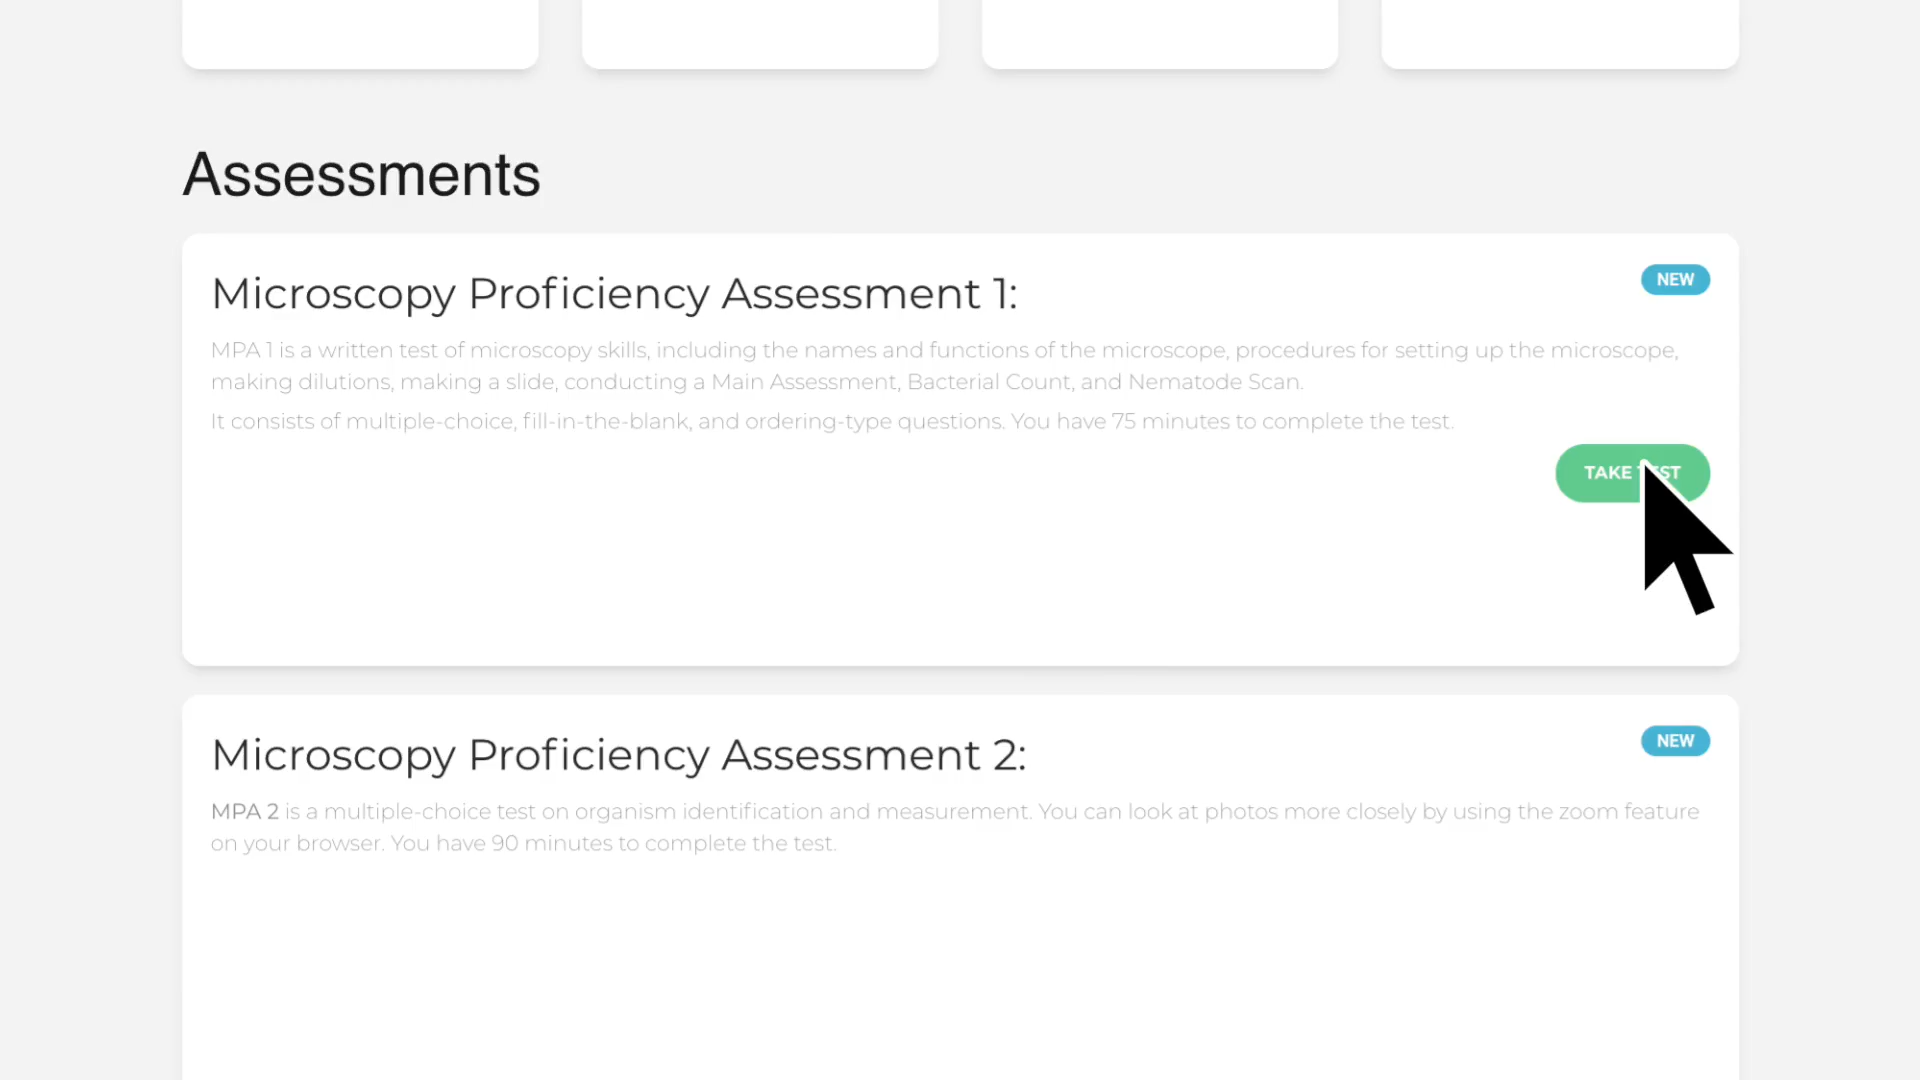 Assessments
Microscopy Proficiency Assessment 1:
NEW
MPA 1 is a written test of microscopy skills, including the names and functions of the microscope, procedures for setting up the microscope,
making dilutions, making a slide, conducting a Main Assessment, Bacterial Count, and Nematode Scan.
It consists of multiple-choice, fill-in-the-blank, and ordering-type questions. You have 75 minutes to complete the test.
TAKE TEST
Microscopy Proficiency Assessment 2:
NEW
MPA 2 is a multiple-choice test on organism identification and measurement. You can look at photos more closely by using the zoom feature
on your browser. You have 90 minutes to complete the test.